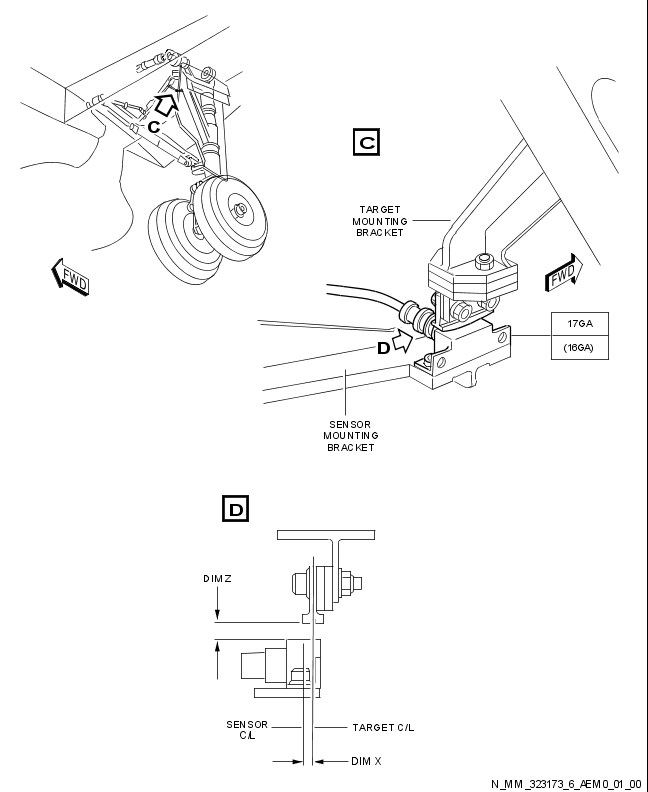 C
FWD
C
TARGET
MOUNTING
BRACKET
FWD
17GA
(16GA)
D
SENSOR
MOUNTING
BRACKET
D
DIM Z
SENSOR
C/L
TARGET C/L
DIM X
N_MM_323173_6_AEM0_01_00